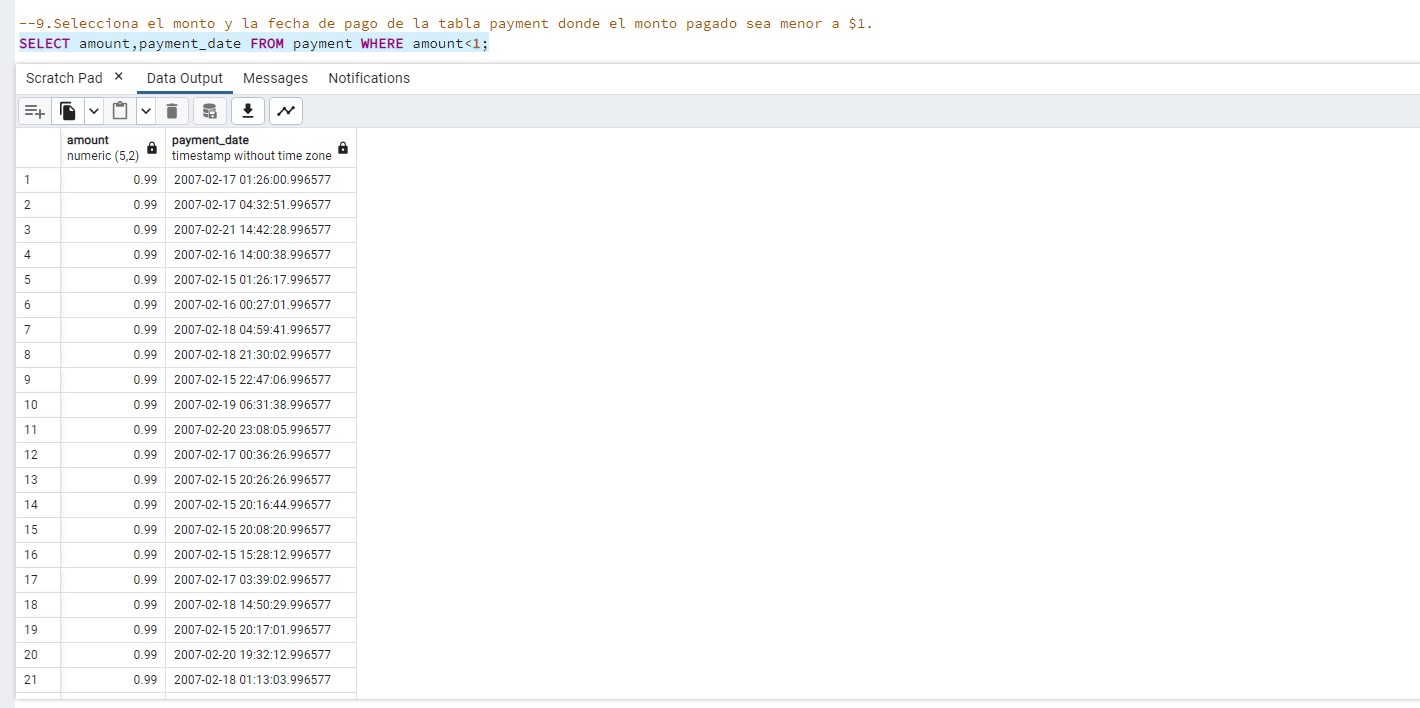 --9.Selecciona el monto y la fecha de pago de la tabla payment donde el monto pagado sea menor a $1.
SELECT amount,payment_date FROM payment WHERE amount<1;
Scratch Pad × Data Output Messages Notifications
amount payment_date
numeric (5,2) timestamp without time zone
1 0.99 2007-02-17 01:26:00.996577
2 0.99 2007-02-17 04:32:51.996577
3 0.99 2007-02-21 14:42:28.996577
4 0.99 2007-02-16 14:00:38.996577
5 0.99 2007-02-15 01:26:17.996577
6 0.99 2007-02-16 00:27:01.996577
7 0.99 2007-02-18 04:59:41.996577
8 0.99 2007-02-18 21:30:02.996577
9 0.99 2007-02-15 22:47:06.996577
10 0.99 2007-02-19 06:31:38.996577
11 0.99 2007-02-20 23:08:05.996577
12 0.99 2007-02-17 00:36:26.996577
13 0.99 2007-02-15 20:26:26.996577
14 0.99 2007-02-15 20:16:44.996577
15 0.99 2007-02-15 20:08:20.996577
16 0.99 2007-02-15 15:28:12.996577
17 0.99 2007-02-17 03:39:02.996577
18 0.99 2007-02-18 14:50:29.996577
19 0.99 2007-02-15 20:17:01.996577
20 0.99 2007-02-20 19:32:12.996577
21 0.99 2007-02-18 01:13:03.996577